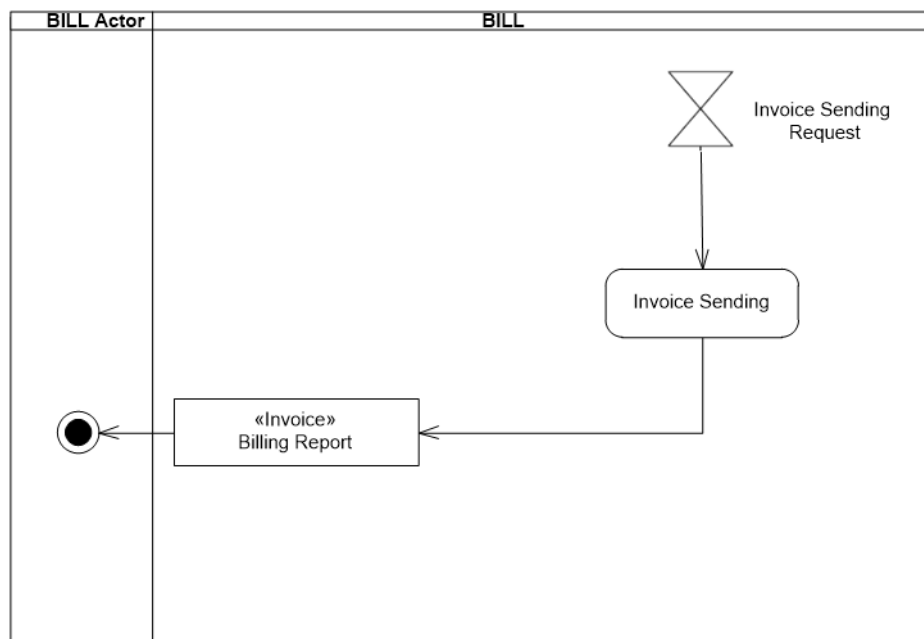 BILL Actor
BILL
Invoice Sending
Request
Invoice Sending
«Invoice»
Billing Report